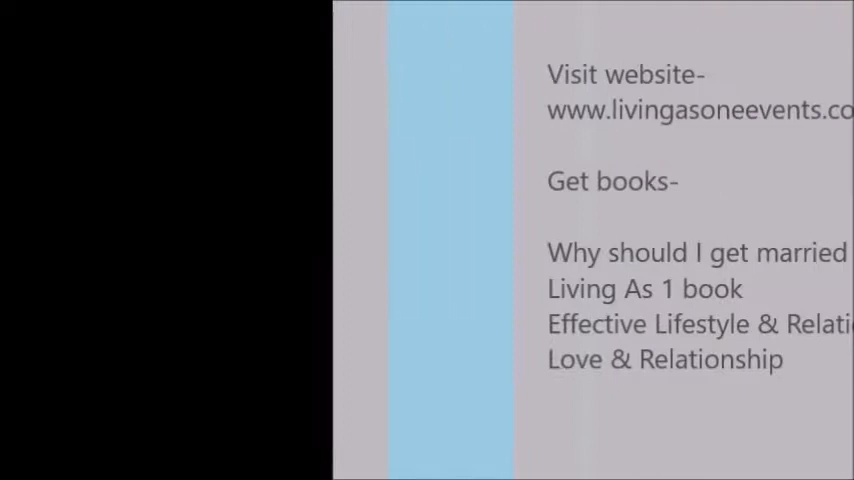 Visit website-
www.livingasoneevents.co
Get books-
Why should I get married
Living As 1 book
Effective Lifestyle & Relati
Love & Relationship